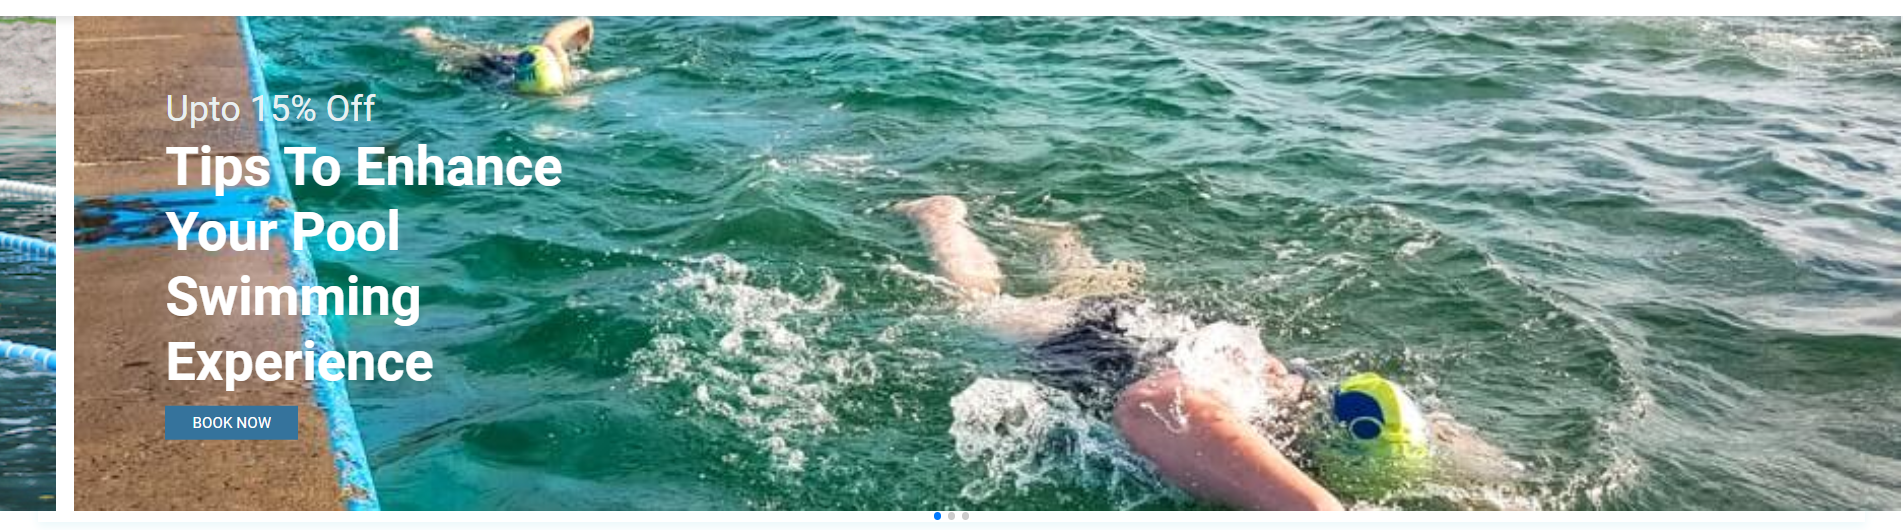 Upto 15% Off
Tips To Enhance
Your Pool
Swimming
Experience
BOOK NOW